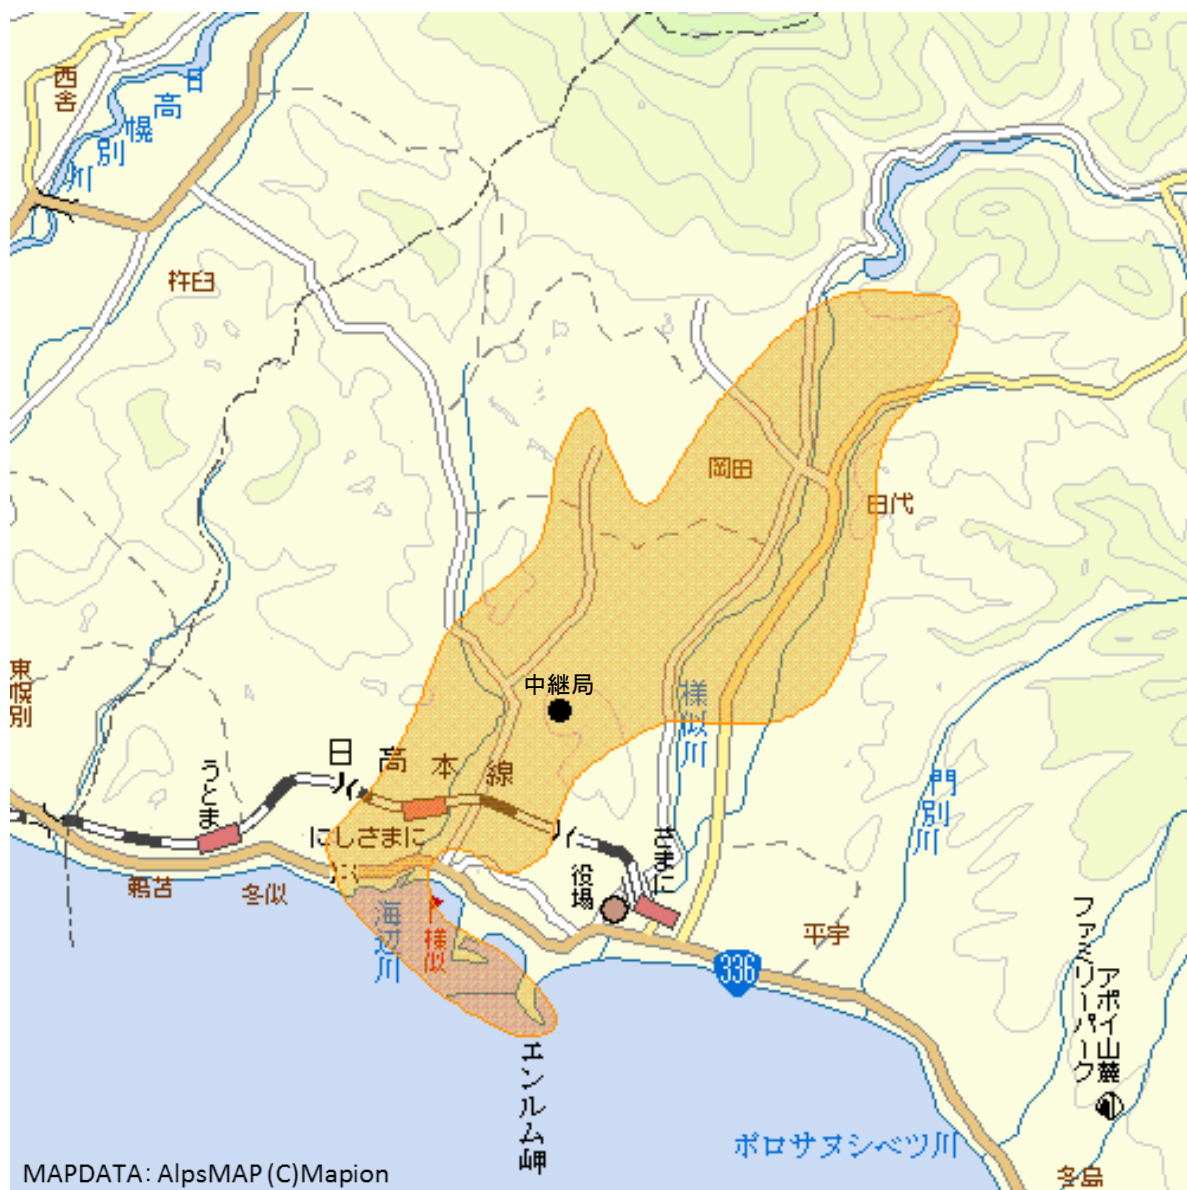 西舎
日高幌別川
杵臼
岡田
田代
東幌別
中継局
様似川
日高本線
うとま
にしさまに
さまに
役場
門別川
鵜苫
冬似
海辺川
様似
平宇
336
ファミリーパーク
アポイ山麓
エンルム岬
ポロサヌシベツ川
冬島
MAPDATA: AlpsMAP (C)Mapion